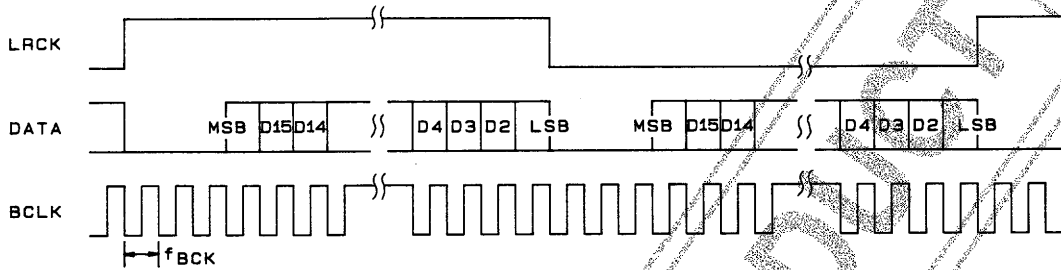 LRCK
DATA
MSB D15 D14 D4 D3 D2 LSB MSB D15 D14 D4 D3 D2 LSB
BCLK
fBCK